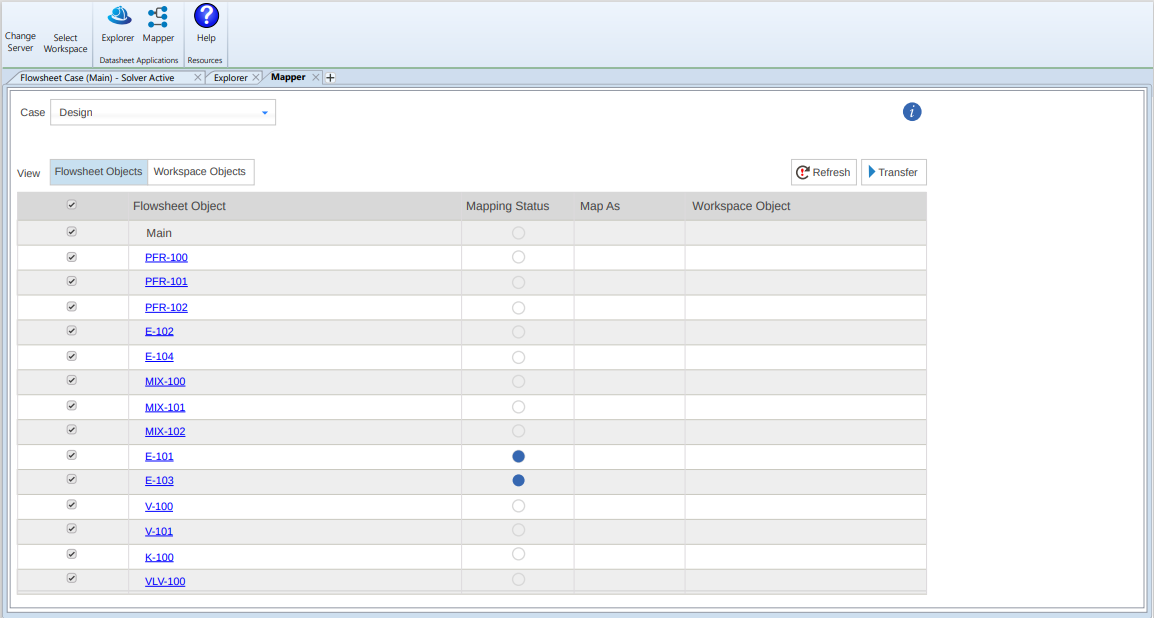 Change Server
Select Workspace
Explorer
Mapper
Datasheet Applications
Help
Resources
Flowsheet Case (Main) - Solver Active
Explorer
Mapper
Case
Design
View
Flowsheet Objects
Workspace Objects
Refresh
Transfer
Flowsheet Object Mapping Status Map As Workspace Object
Main
PFR-100
PFR-101
PFR-102
E-102
E-104
MIX-100
MIX-101
MIX-102
E-101
E-103
V-100
V-101
K-100
VLV-100